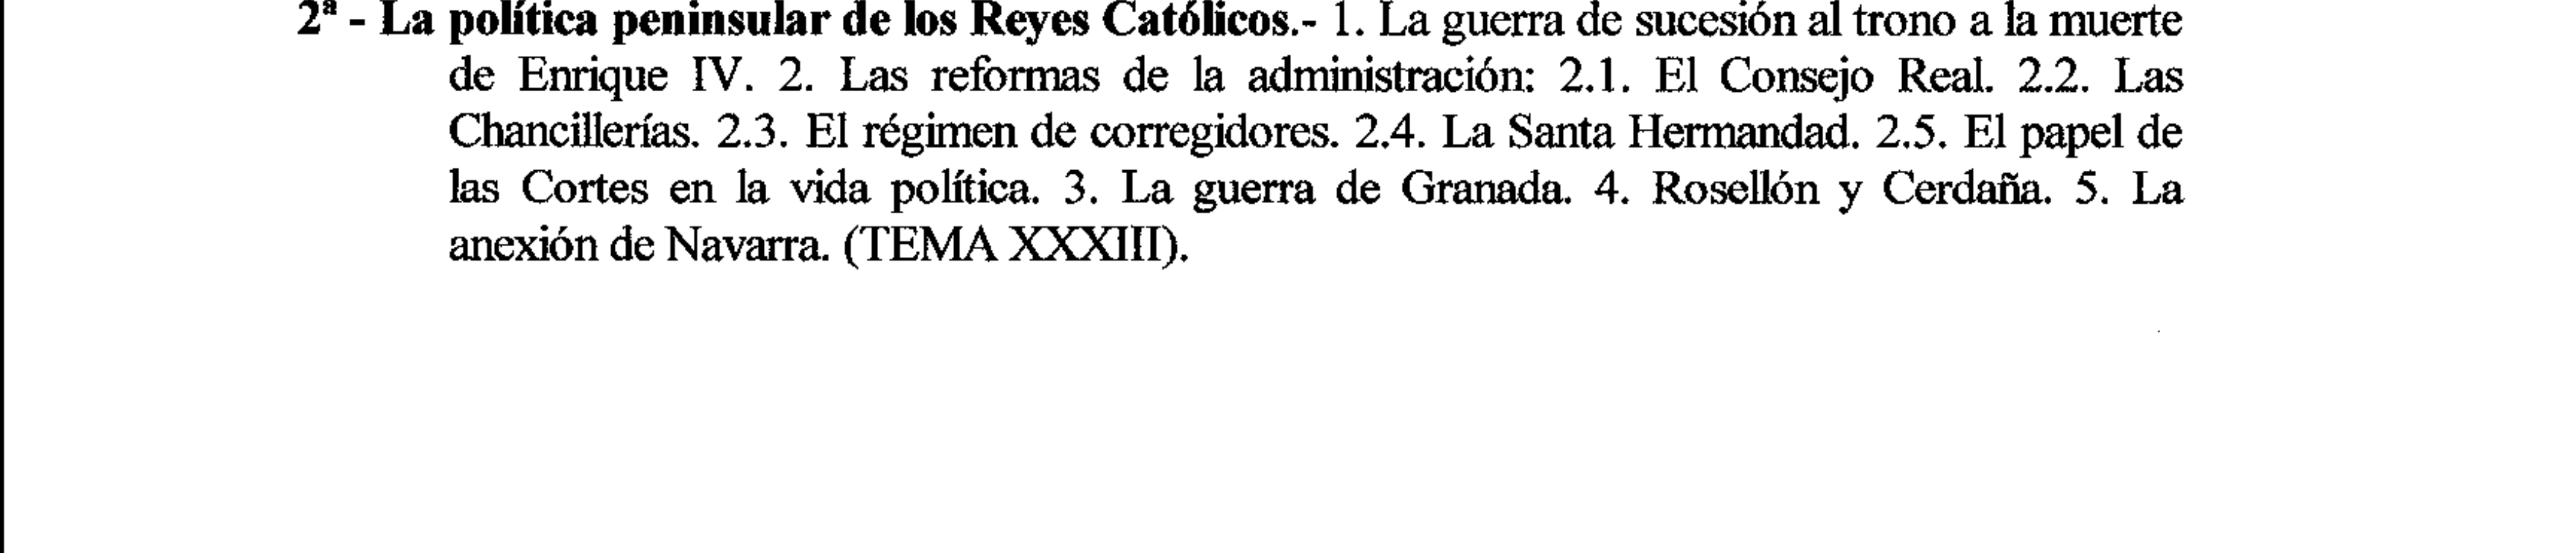 2ª - La política peninsular de los Reyes Católicos.- 1. La guerra de sucesión al trono a la muerte
de Enrique IV. 2. Las reformas de la administración: 2.1. El Consejo Real. 2.2. Las
Chancillerías. 2.3. El régimen de corregidores. 2.4. La Santa Hermandad. 2.5. El papel de
las Cortes en la vida política. 3. La guerra de Granada. 4. Rosellón y Cerdaña. 5. La
anexión de Navarra. (TEMA XXXIII).